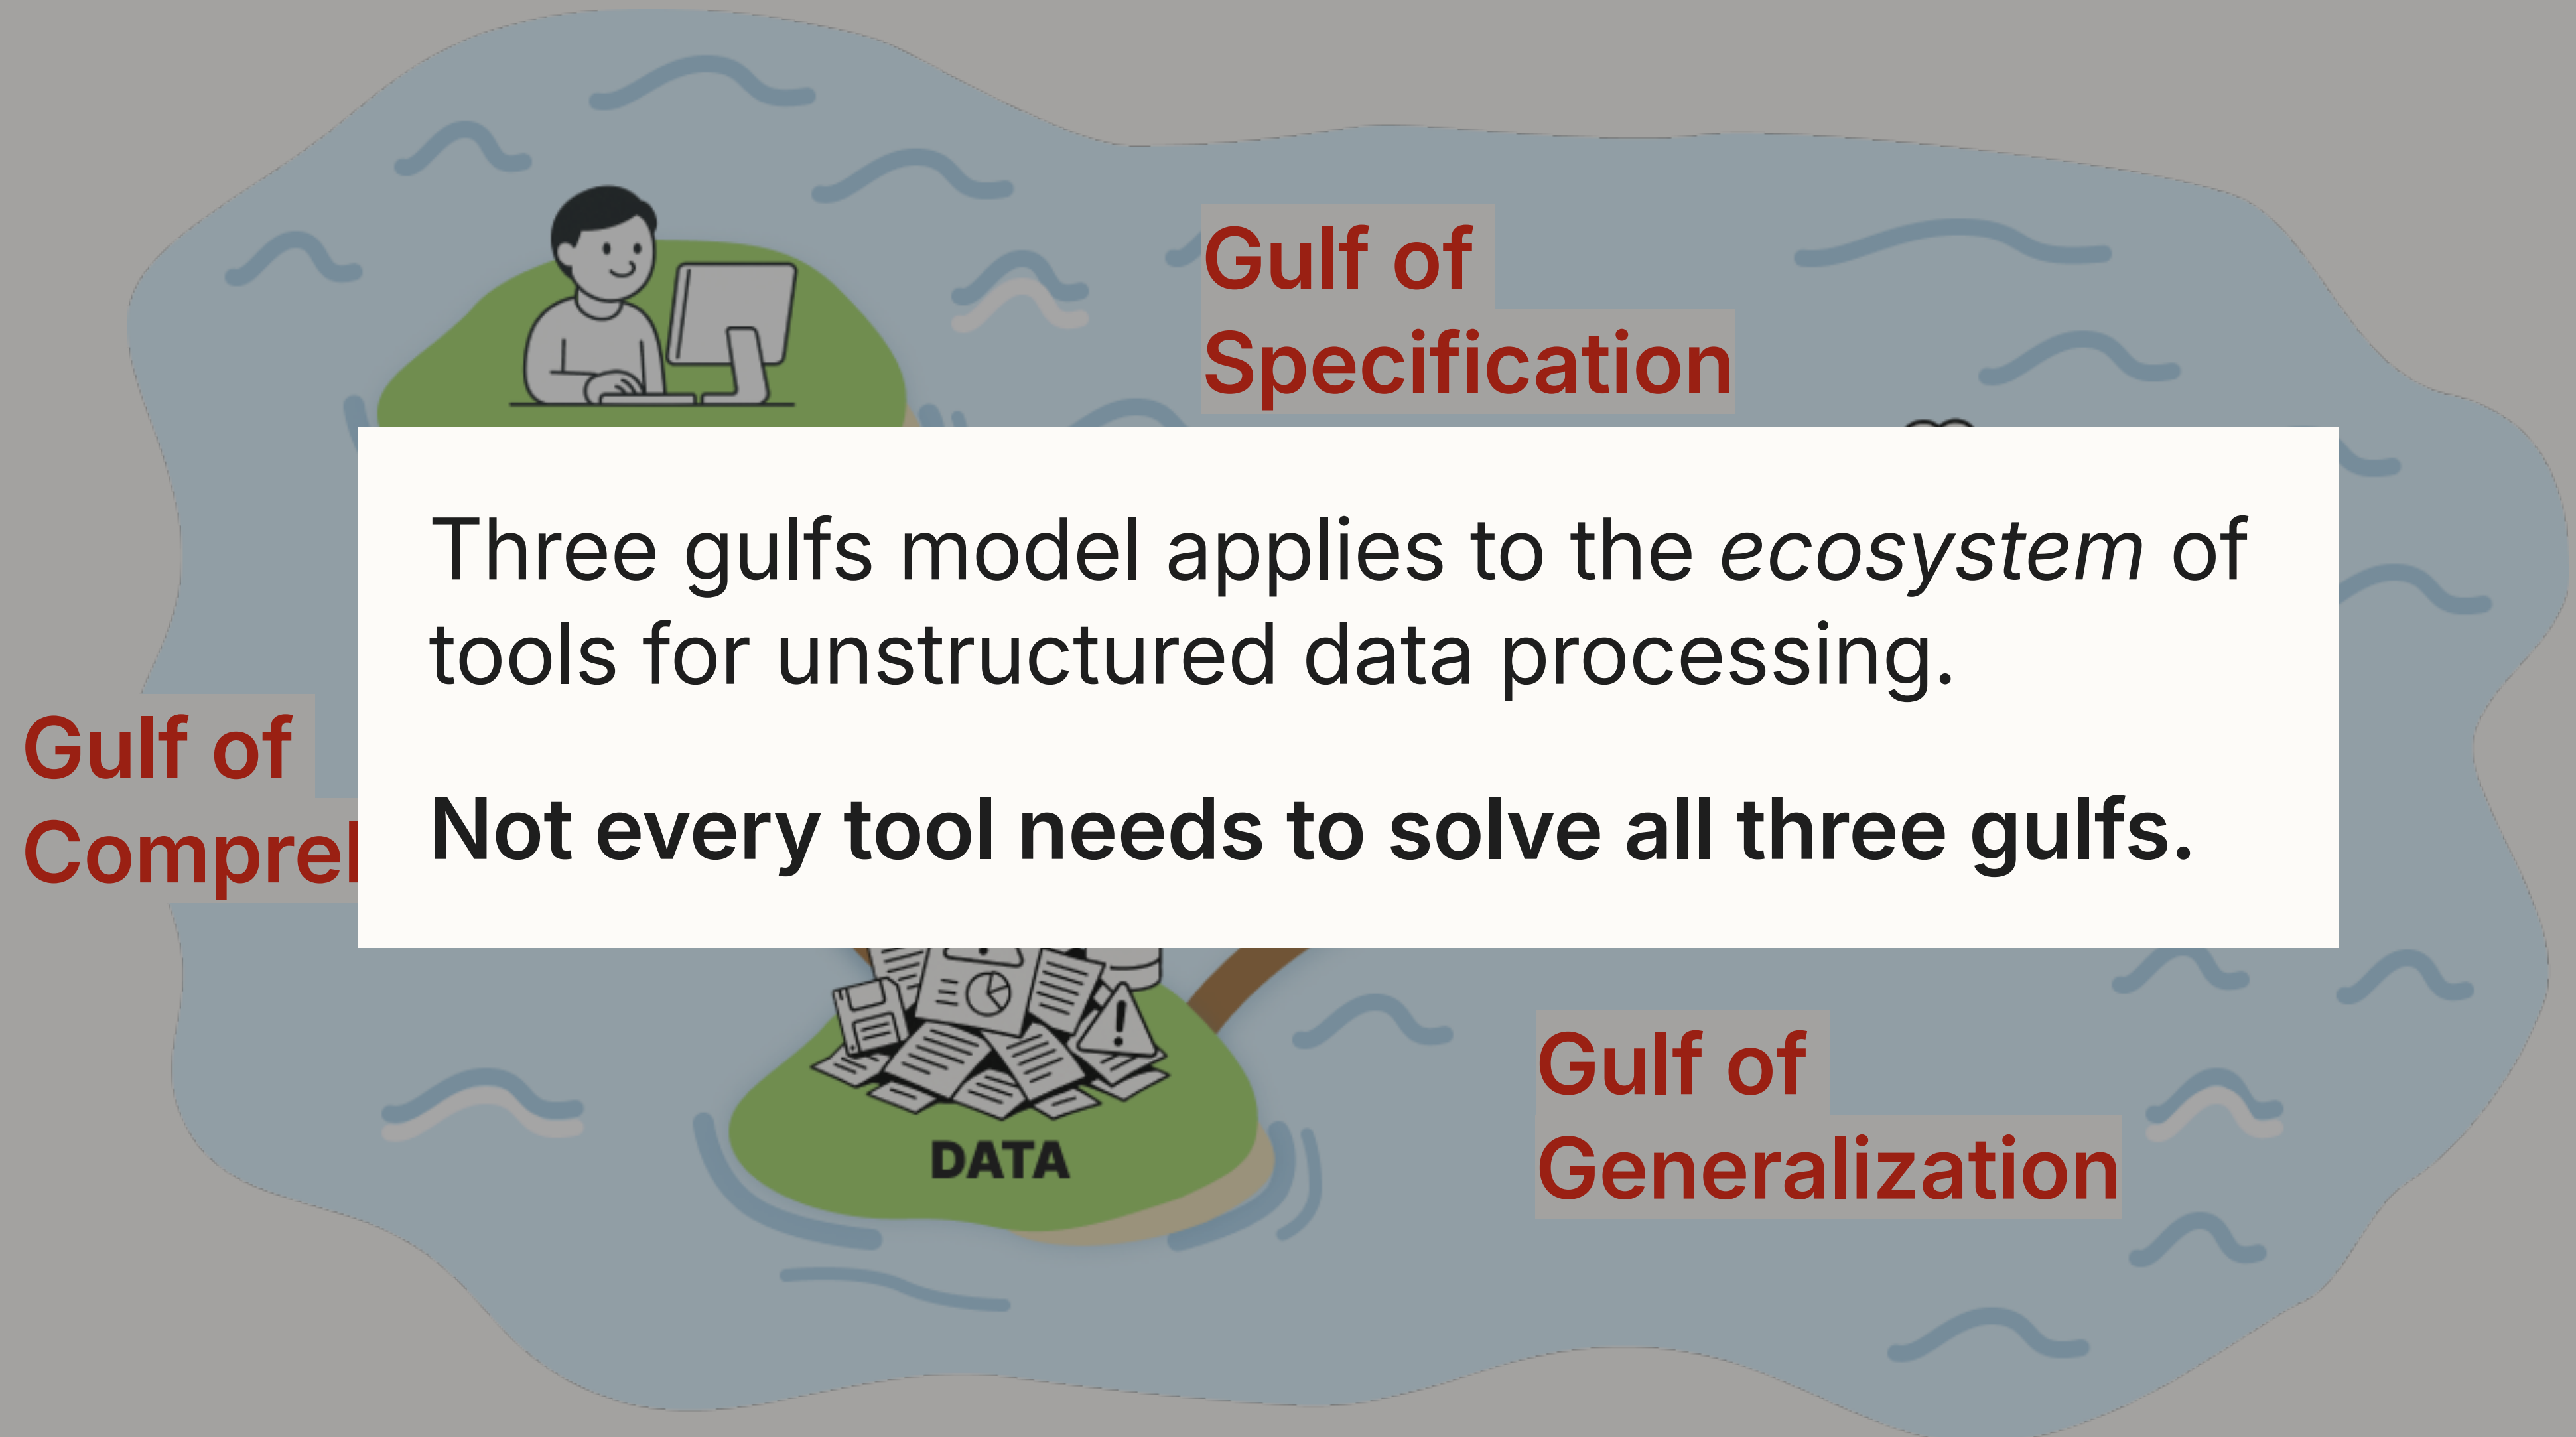 Gulf of
Specification
Three gulfs model applies to the ecosystem of
tools for unstructured data processing.
Not every tool needs to solve all three gulfs.
Gulf of
DATA
Gulf of
Generalization